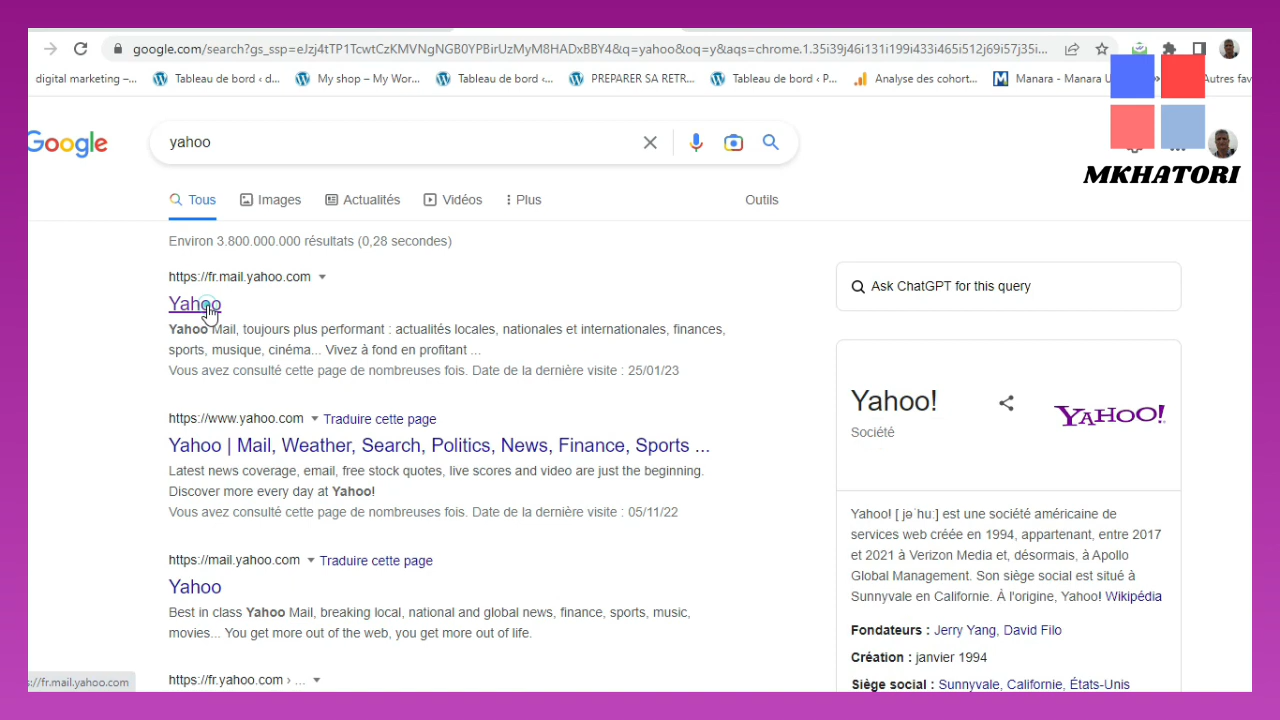 google.com/search?gs_ssp=eJzj4tTP1TcwtCzKMVNgNGB0YPBirUzMyM8HADxBBY4&q=yahoo&oq=y&aqs=chrome.1.35i39j46i131i199i433i465i512j69i57j35i...
digital marketing –...
Tableau de bord ‹ d...
My shop – My Wor...
Tableau de bord ‹...
PREPARER SA RETR...
Tableau de bord ‹ P...
Analyse des cohort...
Manara - Manara U
»
Autres fav
Google
yahoo
MKHATORI
Tous
Images
Actualités
Vidéos
Plus
Outils
Environ 3.800.000.000 résultats (0,28 secondes)
https://fr.mail.yahoo.com
Yahoo
Yahoo Mail, toujours plus performant : actualités locales, nationales et internationales, finances,
sports, musique, cinéma... Vivez à fond en profitant ...
Vous avez consulté cette page de nombreuses fois. Date de la dernière visite : 25/01/23
https://www.yahoo.com Traduire cette page
Yahoo | Mail, Weather, Search, Politics, News, Finance, Sports ...
Latest news coverage, email, free stock quotes, live scores and video are just the beginning.
Discover more every day at Yahoo!
Vous avez consulté cette page de nombreuses fois. Date de la dernière visite : 05/11/22
https://mail.yahoo.com Traduire cette page
Yahoo
Best in class Yahoo Mail, breaking local, national and global news, finance, sports, music,
movies... You get more out of the web, you get more out of life.
https://fr.yahoo.com › ...
s://fr.mail.yahoo.com
Ask ChatGPT for this query
Yahoo!
Société
YAHOO!
Yahoo! [ jəˈhuː] est une société américaine de
services web créée en 1994, appartenant, entre 2017
et 2021 à Verizon Media et, désormais, à Apollo
Global Management. Son siège social est situé à
Sunnyvale en Californie. À l'origine, Yahoo! Wikipédia
Fondateurs : Jerry Yang, David Filo
Création : janvier 1994
Siège social : Sunnyvale, Californie, États-Unis